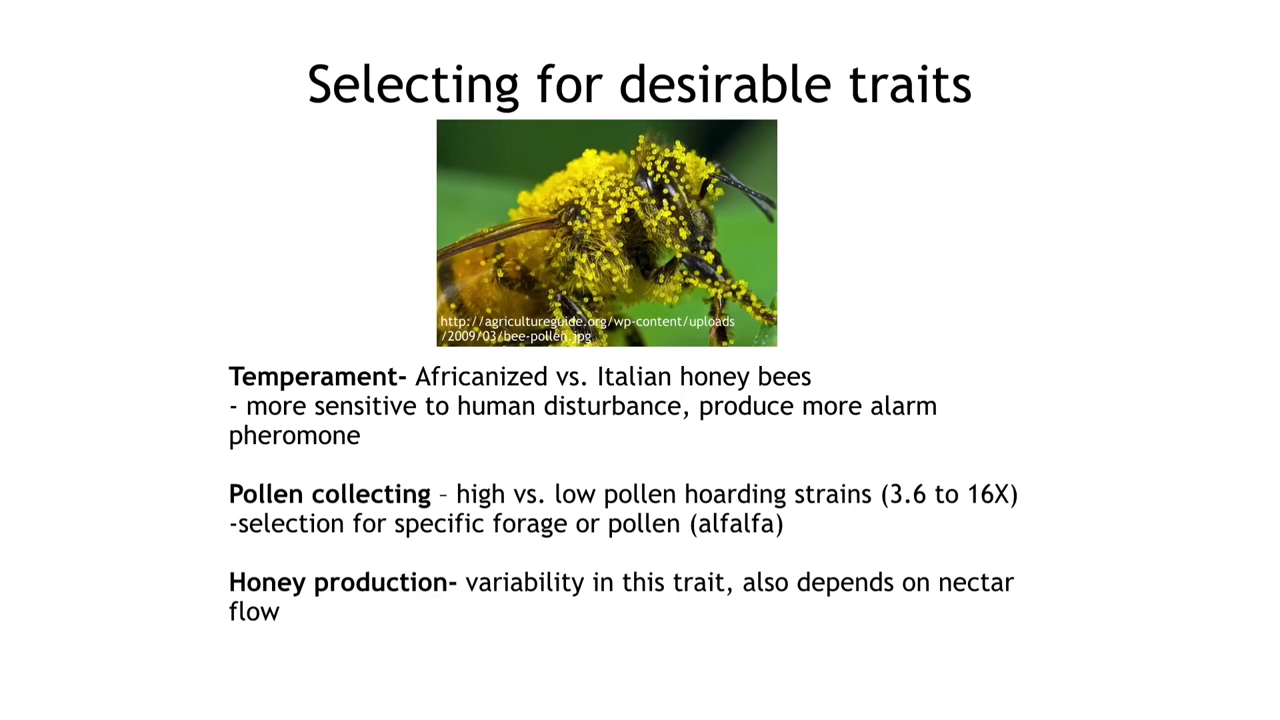 Selecting for desirable traits
http://agricultureguide.org/wp-content/uploads
/2009/03/bee-pollen.jpg
Temperament- Africanized vs. Italian honey bees
- more sensitive to human disturbance, produce more alarm
pheromone
Pollen collecting – high vs. low pollen hoarding strains (3.6 to 16X)
-selection for specific forage or pollen (alfalfa)
Honey production- variability in this trait, also depends on nectar
flow